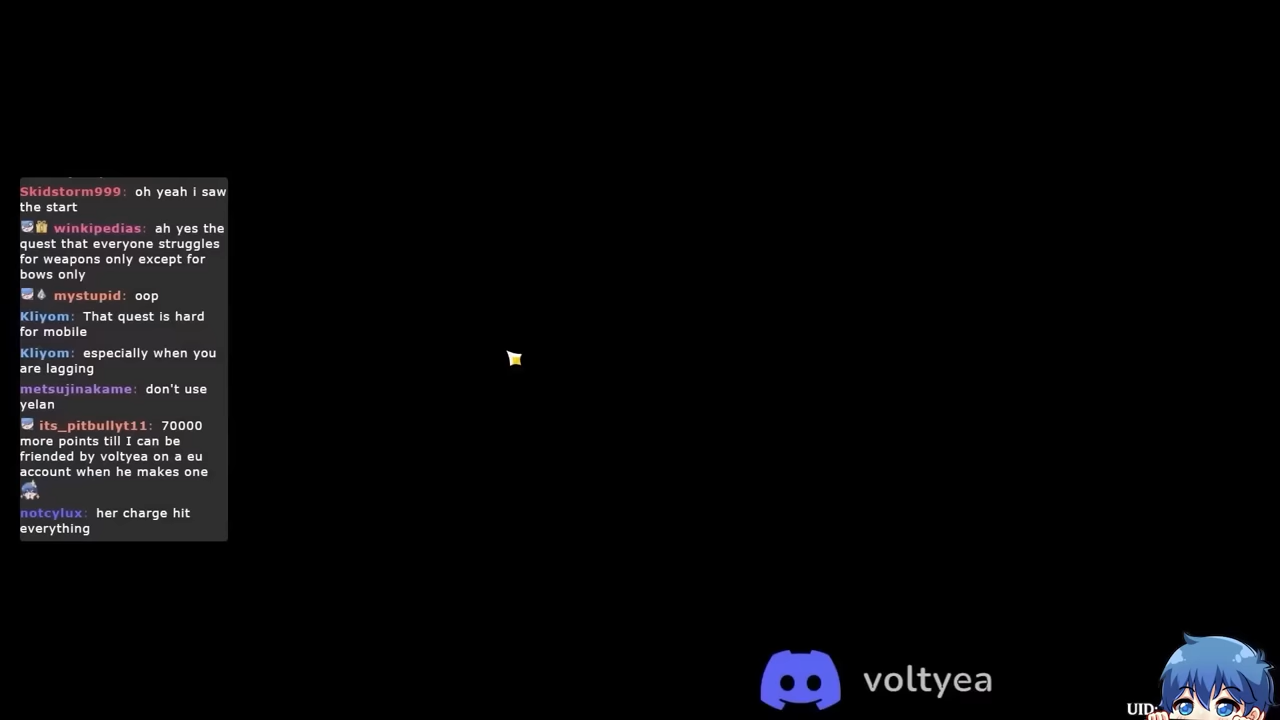 Skidstorm999: oh yeah i saw
the start
winkipedias: ah yes the
quest that everyone struggles
for weapons only except for
bows only
mystupid: oop
Kliyom: That quest is hard
for mobile
Kliyom: especially when you
are lagging
metsujinakame: don't use
yelan
its_pitbullyt11: 70000
more points till I can be
friended by voltyea on a eu
account when he makes one
notcylux: her charge hit
everything
voltyea
UID: